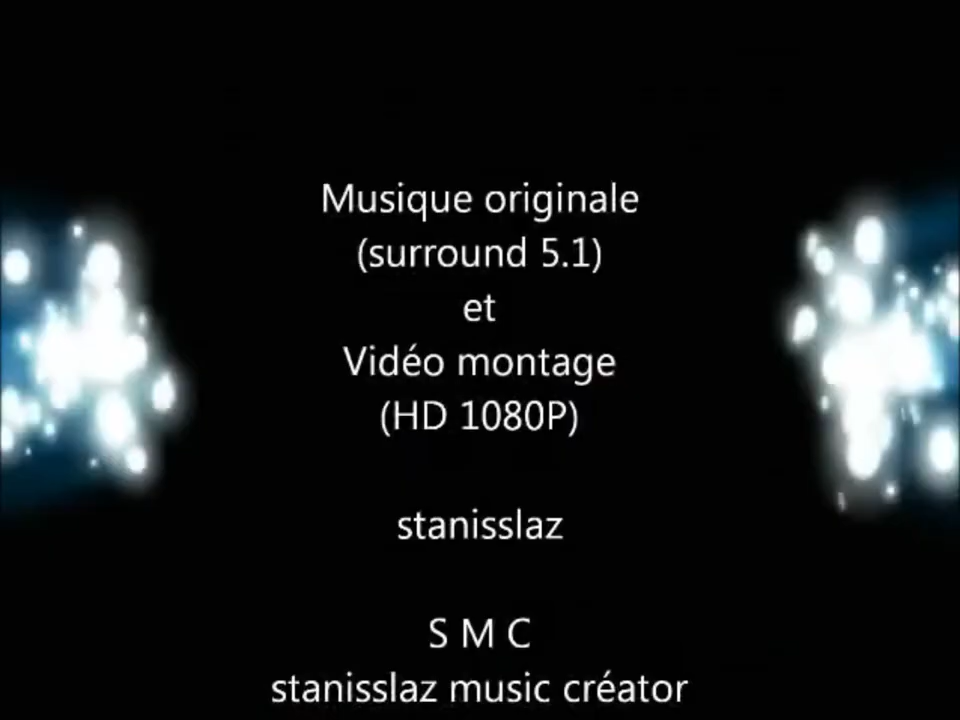 Musique originale
(surround 5.1)
et
Vidéo montage
(HD 1080P)
stanisslaz
S M C
stanisslaz music créator